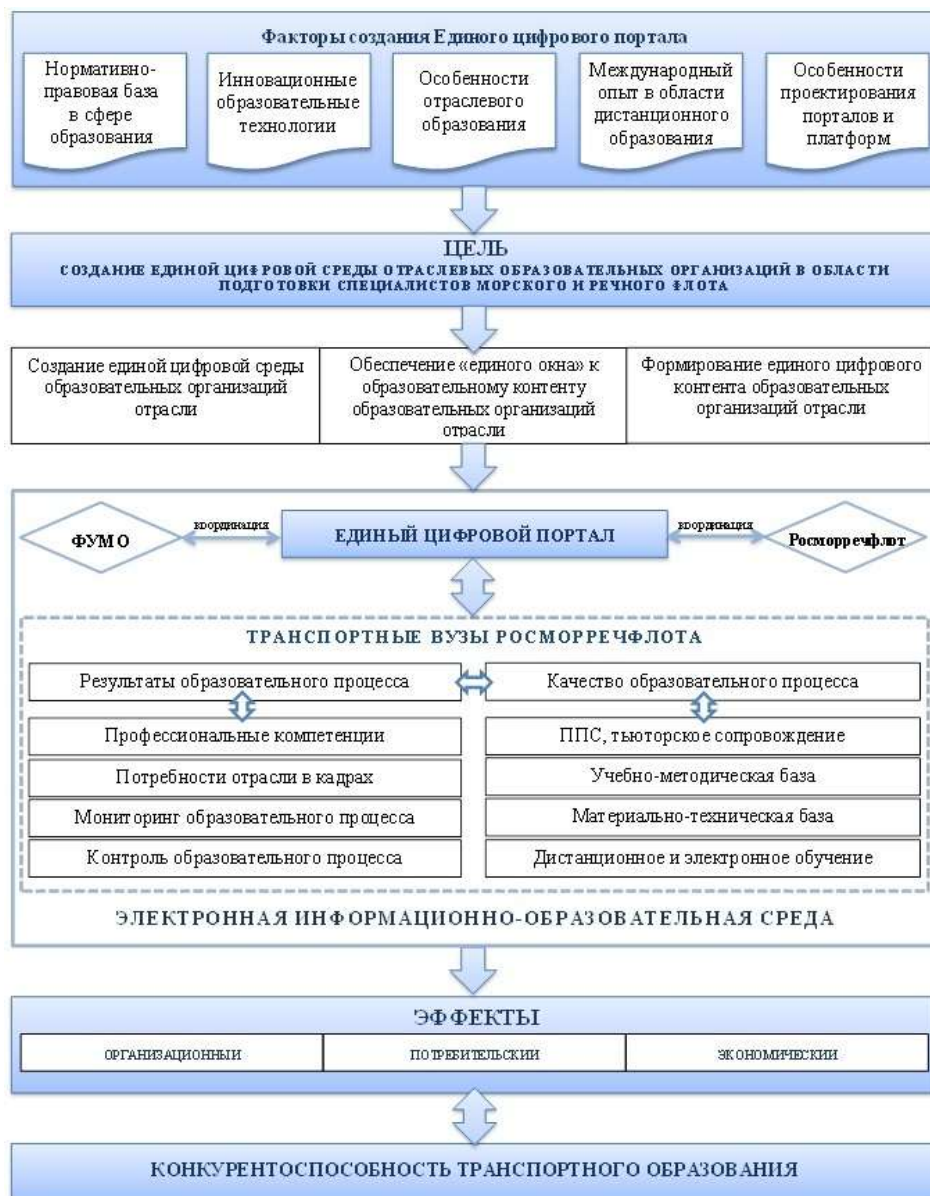 Факторы создания Единого цифрового портала
Нормативно-
правовая база
в сфере
образования
Инновационные
образовательные
технологии
Особенности
отраслевого
образования
Международный
опыт в области
дистанционного
образования
Особенности
проектирования
порталов и
платформ
ЦЕЛЬ
СОЗДАНИЕ ЕДИНОЙ ЦИФРОВОЙ СРЕДЫ ОТРАСЛЕВЫХ ОБРАЗОВАТЕЛЬНЫХ ОРГАНИЗАЦИЙ В ОБЛАСТИ
ПОДГОТОВКИ СПЕЦИАЛИСТОВ МОРСКОГО И РЕЧНОГО ФЛОТА
Создание единой цифровой среды
образовательных организаций
отрасли
Обеспечение «единого окна» к
образовательному контенту
образовательных организаций
отрасли
Формирование единого цифрового
контента образовательных
организаций отрасли
ФУМО
координация
ЕДИНЫЙ ЦИФРОВОЙ ПОРТАЛ
координация
Росморречфлот
ТРАНСПОРТНЫЕ ВУЗЫ РОСМОРРЕЧФЛОТА
Результаты образовательного процесса
Качество образовательного процесса
Профессиональные компетенции
ППС, тьюторское сопровождение
Потребности отрасли в кадрах
Учебно-методическая база
Мониторинг образовательного процесса
Материально-техническая база
Контроль образовательного процесса
Дистанционное и электронное обучение
ЭЛЕКТРОННАЯ ИНФОРМАЦИОННО-ОБРАЗОВАТЕЛЬНАЯ СРЕДА
ЭФФЕКТЫ
ОРГАНИЗАЦИОННЫЙ
ПОТРЕБИТЕЛЬСКИЙ
ЭКОНОМИЧЕСКИЙ
КОНКУРЕНТОСПОСОБНОСТЬ ТРАНСПОРТНОГО ОБРАЗОВАНИЯ